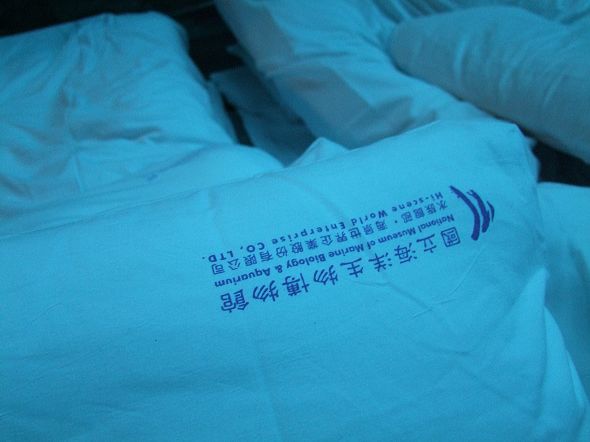 國立海洋生物博物館
National Museum of Marine Biology & Aquarium
水族館部・海景世界企業股份有限公司
Hi-scene World Enterprise CO., LTD.